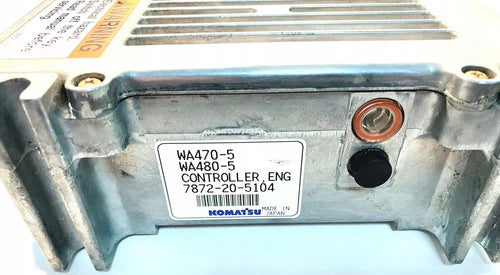 WARNING
WA470-5
WA480-5
CONTROLLER,ENG
7872-20-5104
KOMATSU MADE IN
JAPAN